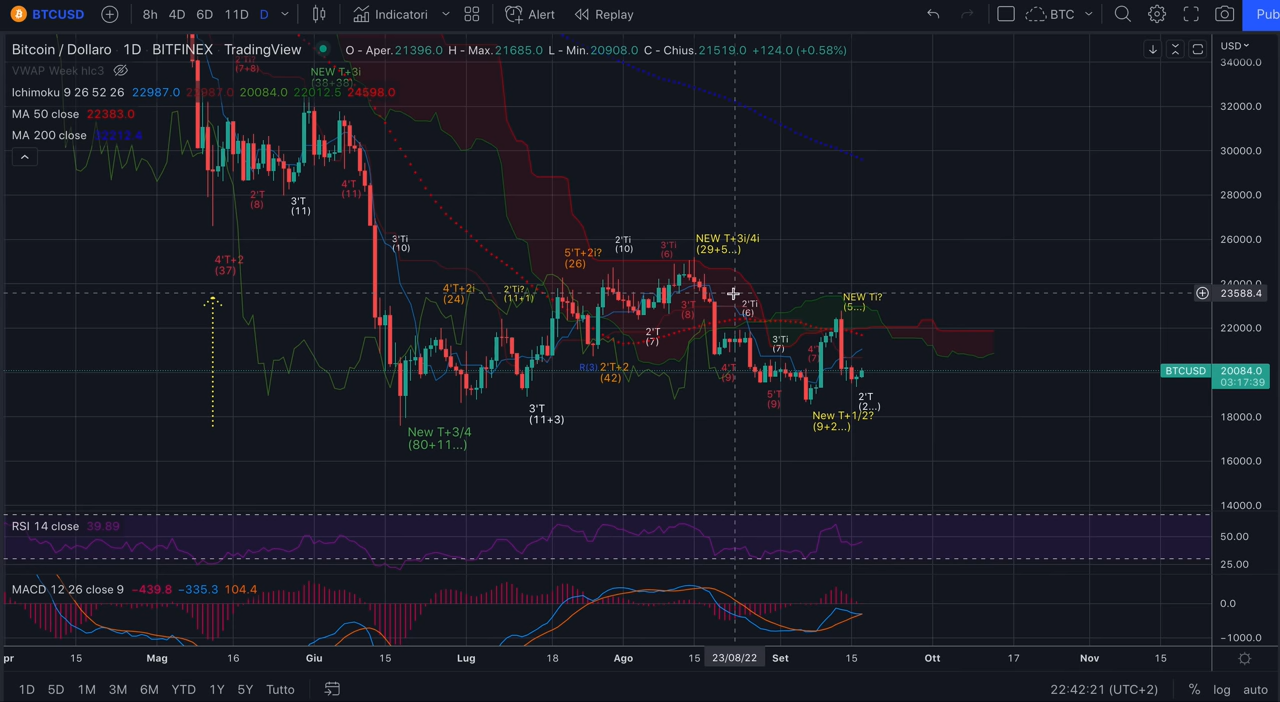 BTCUSD 8h 4D 6D 11D D Indicatori Alert Replay BTC Pub
Bitcoin / Dollaro · 1D · BITFINEX · TradingView O - Aper.21396.0 H - Max.21685.0 L - Min.20908.0 C - Chius.21519.0 +124.0 (+0.58%)
USD
VWAP Week hlc3
Ichimoku 9 26 52 26 22987.0 20084.0 22012.5 24598.0
MA 50 close 22383.0
MA 200 close
34000.0
32000.0
30000.0
28000.0
26000.0
23588.4
22000.0
BTCUSD 20084.0
03:17:39
18000.0
16000.0
14000.0
(7+8)
NEW T+3i
(38+38)
2'T
(8)
3'T
(11)
4'T
(11)
4'T+2
(37)
3'Ti
(10)
4'T+2i
(24)
2'Ti?
(11+1)
5'T+2i?
(26)
2'Ti
(10)
3'Ti
(6)
NEW T+3i/4i
(29+5...)
3'T
(8)
2'T
(7)
2'Ti
(6)
3'Ti
(7)
NEW Ti?
(5...)
R(3)
2'T+2
(42)
4'T
(9)
5'T
(9)
3'T
(11+3)
New T+3/4
(80+11...)
2'T
(2...)
New T+1/2?
(9+2...)
RSI 14 close 39.89
50.00
25.00
MACD 12 26 close 9 −439.8 −335.3 104.4
0.0
−1000.0
pr 15 Mag 16 Giu 15 Lug 18 Ago 15 23/08/22 Set 15 Ott 17 Nov 15
1D 5D 1M 3M 6M YTD 1Y 5Y Tutto 22:42:21 (UTC+2) % log auto